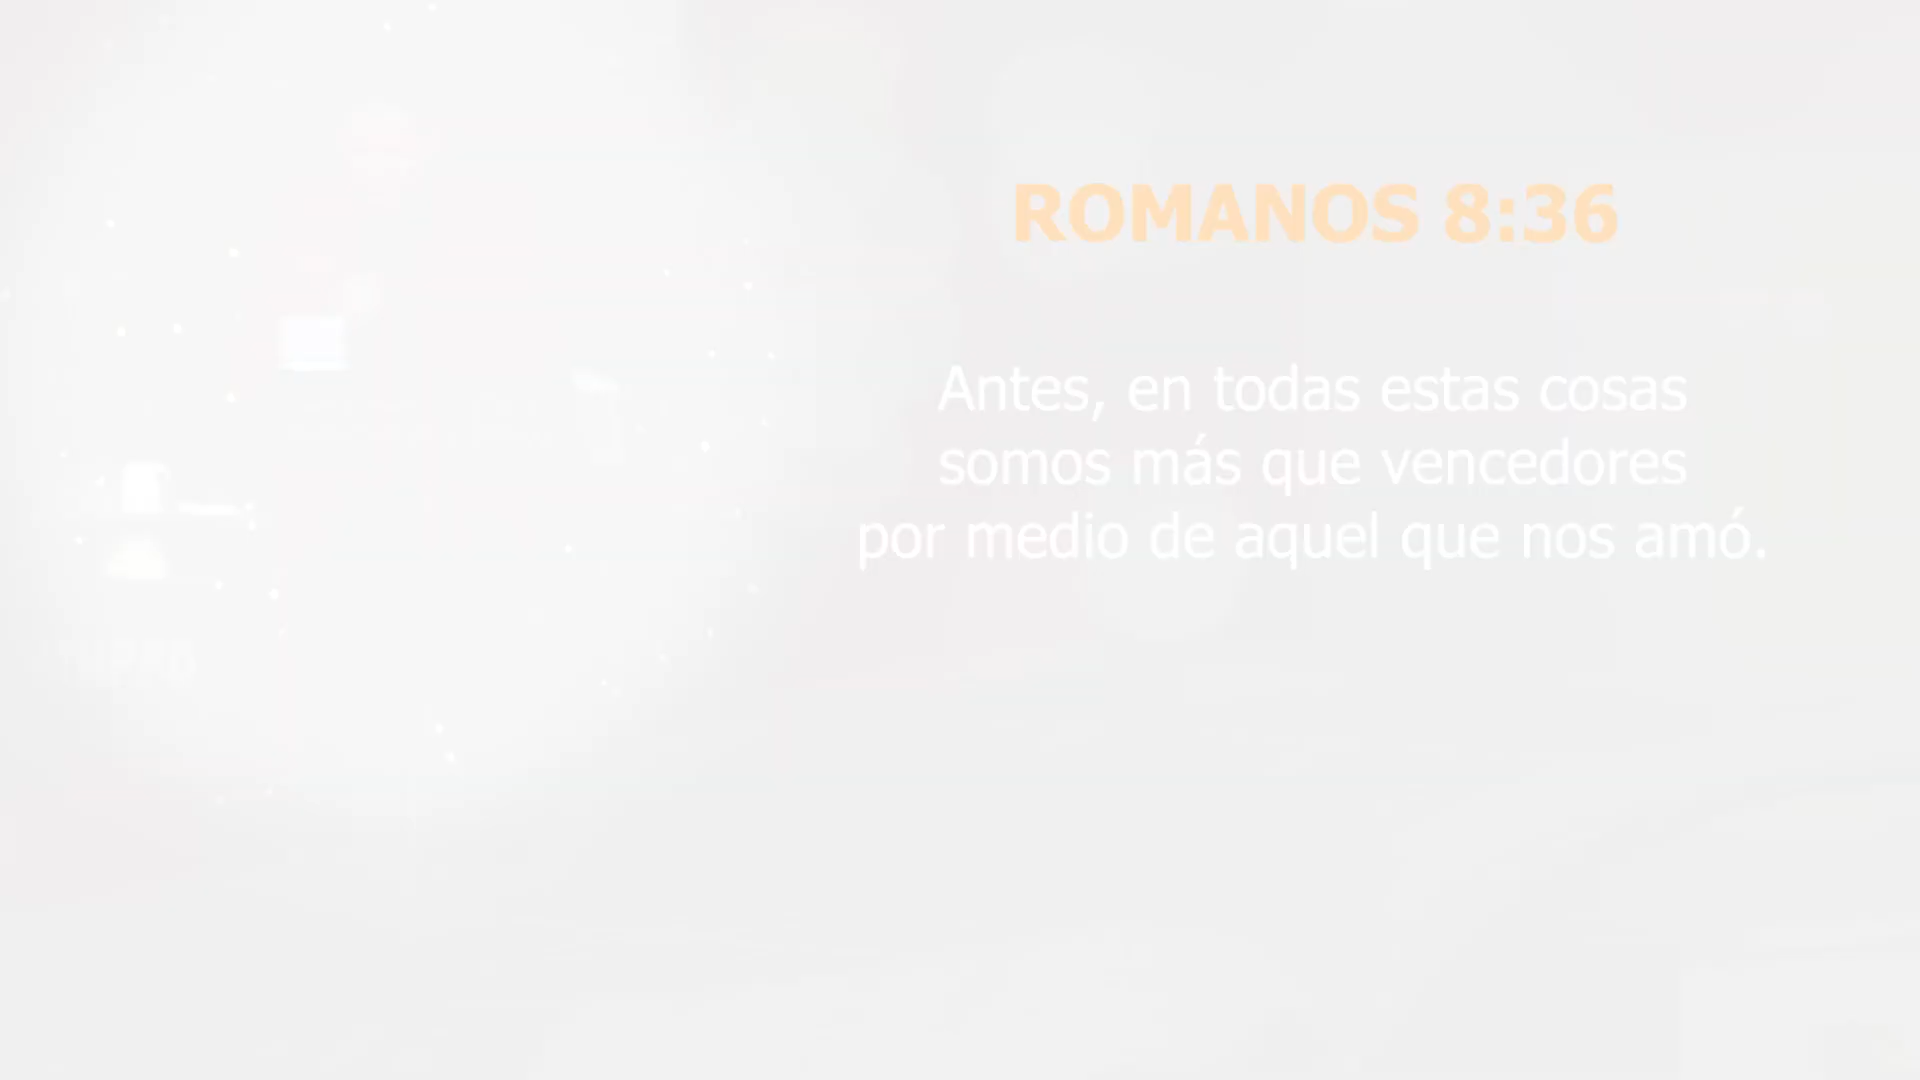 ROMANOS 8:36
Antes, en todas estas cosas
somos más que vencedores
por medio de aquel que nos amó.